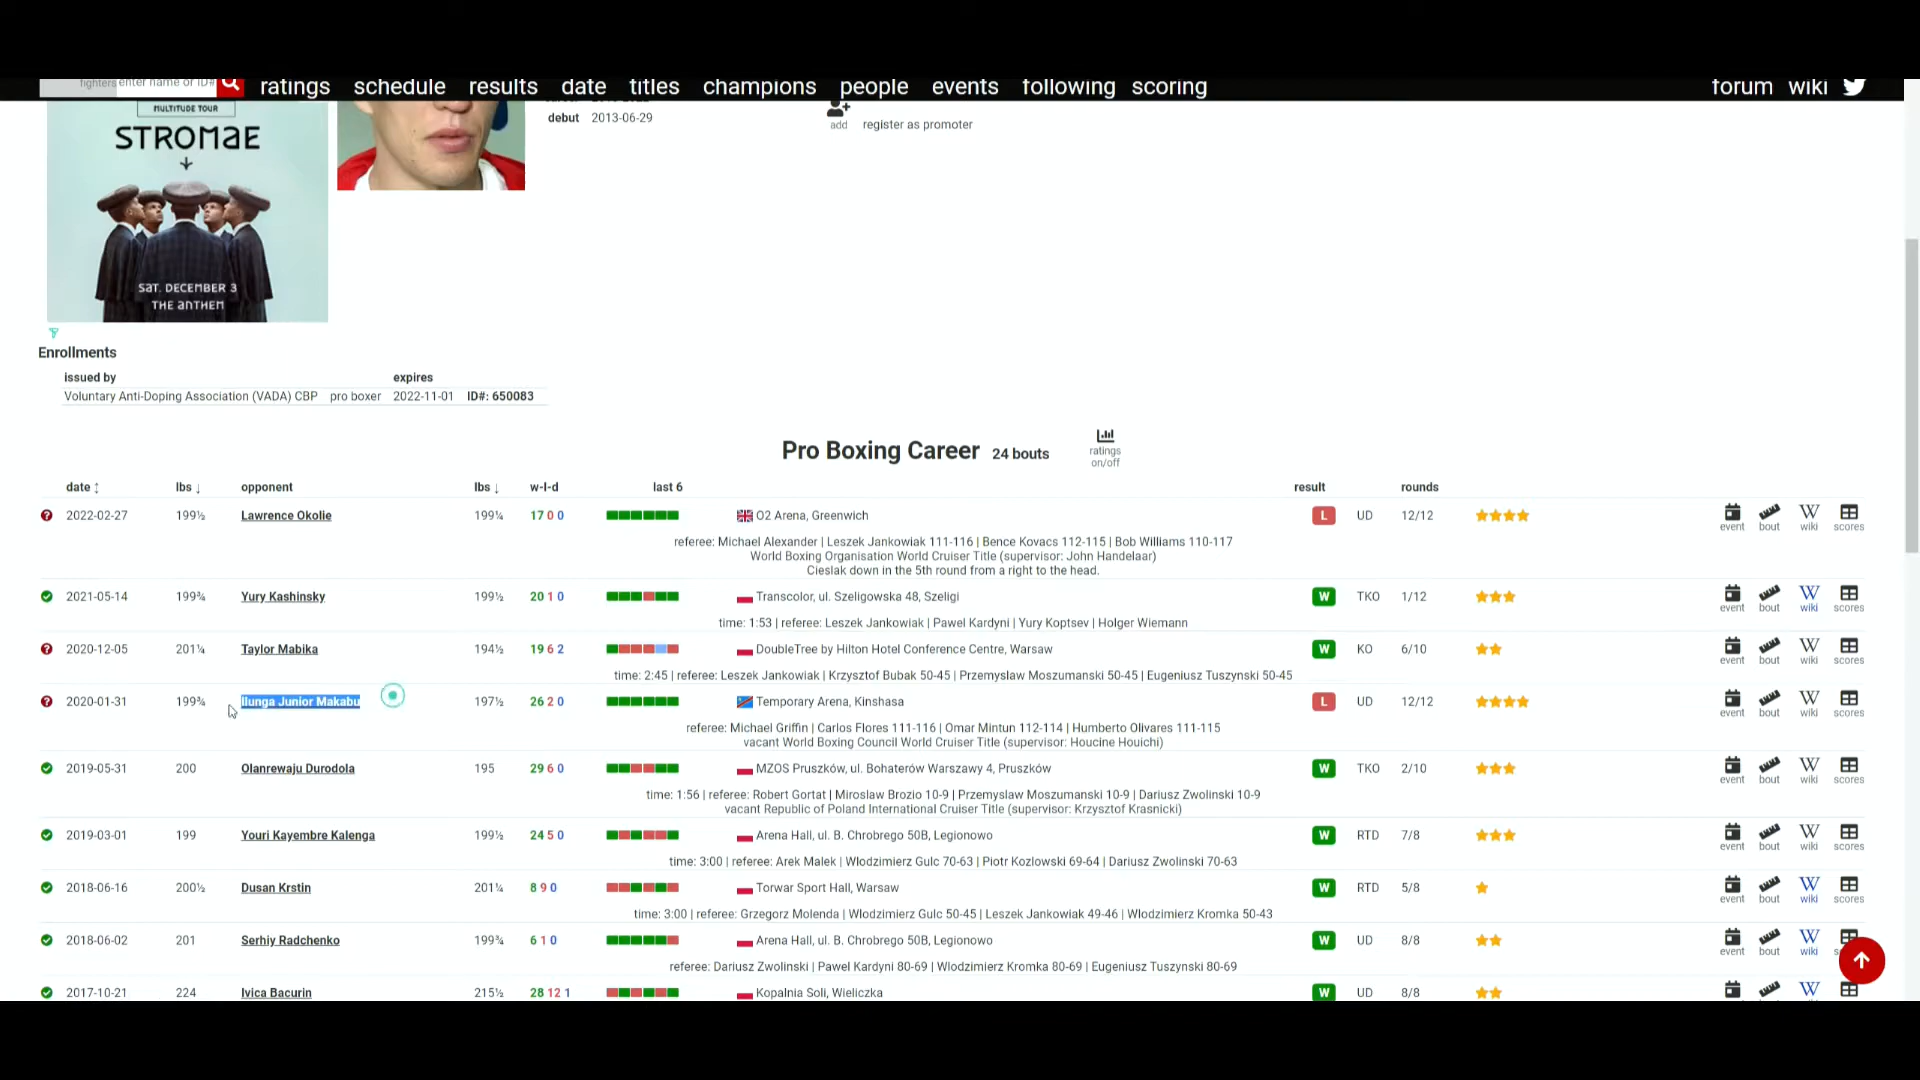 fighters enter name or ID# ratings schedule results date titles champions people events following scoring forum wiki
MULTITUDE TOUR
STROMAE
SAT. DECEMBER 3
THE ANTHEM
debut 2013-06-29
add register as promoter
Enrollments
issued by expires
Voluntary Anti-Doping Association (VADA) CBP pro boxer 2022-11-01 ID#: 650083
Pro Boxing Career 24 bouts
ratings
on/off
date lbs opponent lbs w-l-d last 6 result rounds
2022-02-27 199½ Lawrence Okolie 199¼ 17 0 0 O2 Arena, Greenwich L UD 12/12 event bout wiki scores
referee: Michael Alexander | Leszek Jankowiak 111-116 | Bence Kovacs 112-115 | Bob Williams 110-117
World Boxing Organisation World Cruiser Title (supervisor: John Handelaar)
Cieslak down in the 5th round from a right to the head.
2021-05-14 199¾ Yury Kashinsky 199½ 20 1 0 Transcolor, ul. Szeligowska 48, Szeligi W TKO 1/12 event bout wiki scores
time: 1:53 | referee: Leszek Jankowiak | Pawel Kardyni | Yury Koptsev | Holger Wiemann
2020-12-05 201¼ Taylor Mabika 194½ 19 6 2 DoubleTree by Hilton Hotel Conference Centre, Warsaw W KO 6/10 event bout wiki scores
time: 2:45 | referee: Leszek Jankowiak | Krzysztof Bubak 50-45 | Przemyslaw Moszumanski 50-45 | Eugeniusz Tuszynski 50-45
2020-01-31 199¾ Ilunga Junior Makabu 197½ 26 2 0 Temporary Arena, Kinshasa L UD 12/12 event bout wiki scores
referee: Michael Griffin | Carlos Flores 111-116 | Omar Mintun 112-114 | Humberto Olivares 111-115
vacant World Boxing Council World Cruiser Title (supervisor: Houcine Houichi)
2019-05-31 200 Olanrewaju Durodola 195 29 6 0 MZOS Pruszków, ul. Bohaterów Warszawy 4, Pruszków W TKO 2/10 event bout wiki scores
time: 1:56 | referee: Robert Gortat | Miroslaw Brozio 10-9 | Przemyslaw Moszumanski 10-9 | Dariusz Zwolinski 10-9
vacant Republic of Poland International Cruiser Title (supervisor: Krzysztof Krasnicki)
2019-03-01 199 Youri Kayembre Kalenga 199½ 24 5 0 Arena Hall, ul. B. Chrobrego 50B, Legionowo W RTD 7/8 event bout wiki scores
time: 3:00 | referee: Arek Malek | Wlodzimierz Gulc 70-63 | Piotr Kozlowski 69-64 | Dariusz Zwolinski 70-63
2018-06-16 200½ Dusan Krstin 201¼ 8 9 0 Torwar Sport Hall, Warsaw W RTD 5/8 event bout wiki scores
time: 3:00 | referee: Grzegorz Molenda | Wlodzimierz Gulc 50-45 | Leszek Jankowiak 49-46 | Wlodzimierz Kromka 50-43
2018-06-02 201 Serhiy Radchenko 199¾ 6 1 0 Arena Hall, ul. B. Chrobrego 50B, Legionowo W UD 8/8 event bout wiki
referee: Dariusz Zwolinski | Pawel Kardyni 80-69 | Wlodzimierz Kromka 80-69 | Eugeniusz Tuszynski 80-69
2017-10-21 224 Ivica Bacurin 215½ 28 12 1 Kopalnia Soli, Wieliczka W UD 8/8